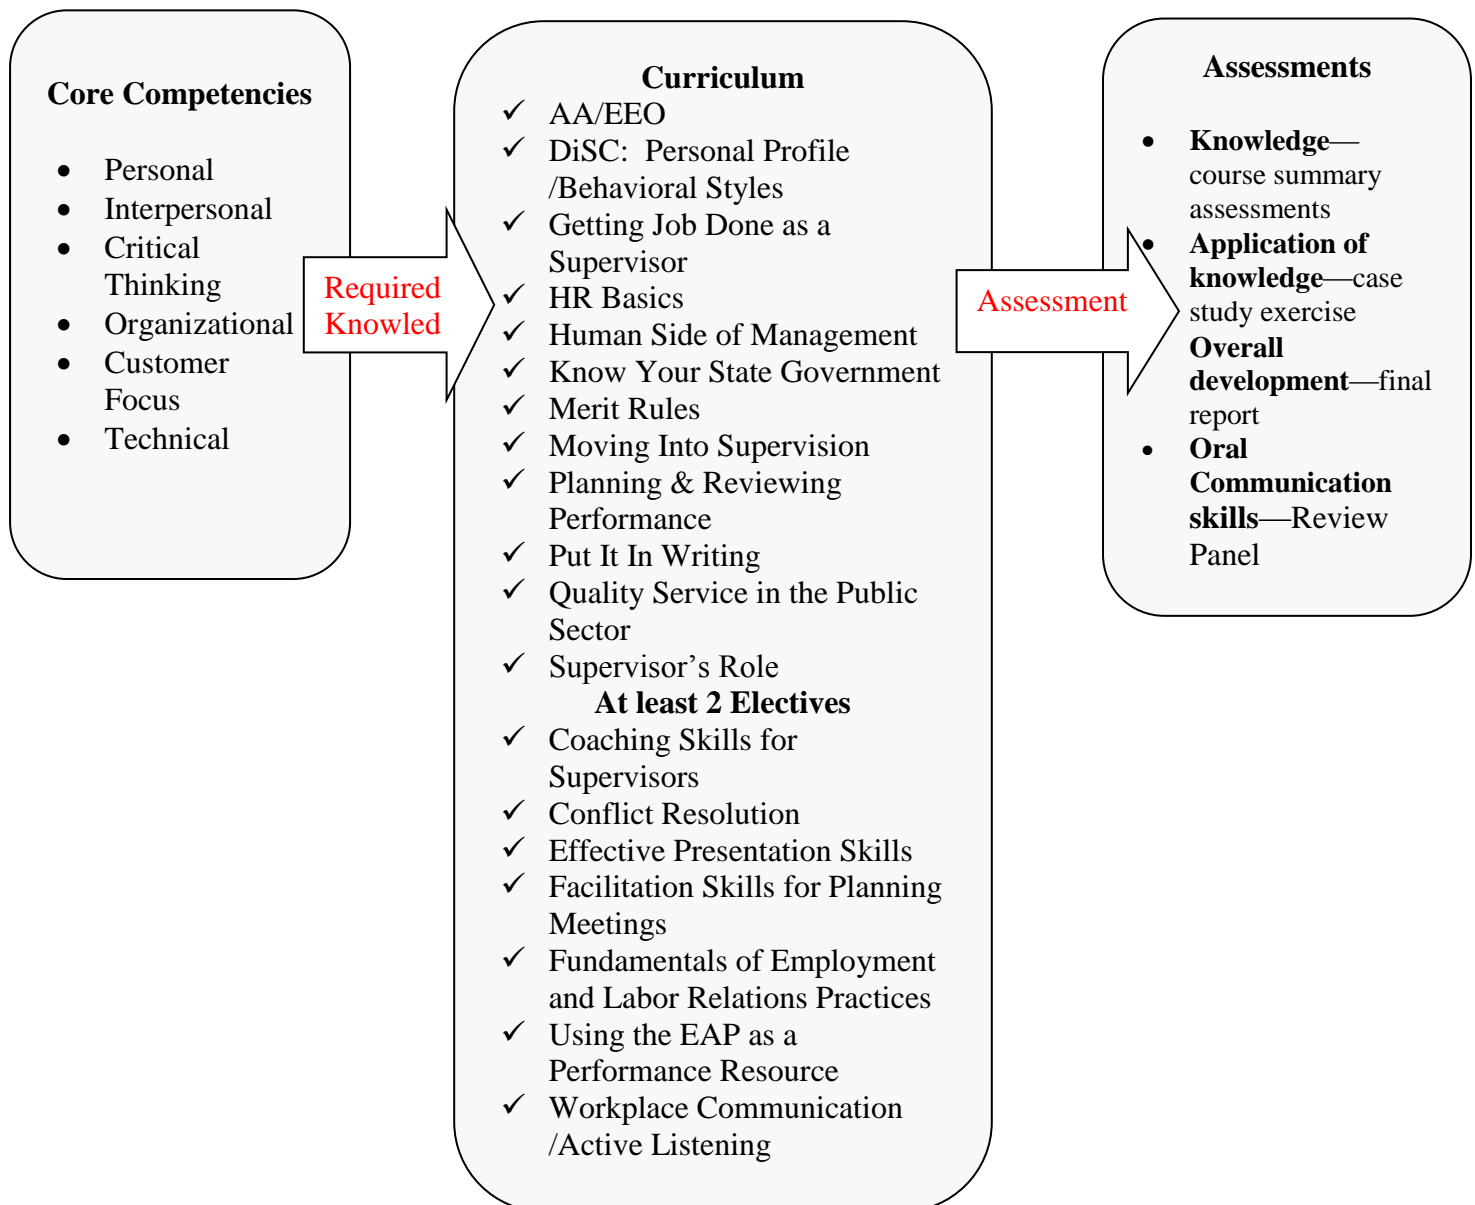 Core Competencies
• Personal
• Interpersonal
• Critical
Thinking
• Organizational
• Customer
Focus
• Technical
Required
Knowled
Curriculum
✓ AA/EEO
✓ DiSC:  Personal Profile
/Behavioral Styles
✓ Getting Job Done as a
Supervisor
✓ HR Basics
✓ Human Side of Management
✓ Know Your State Government
✓ Merit Rules
✓ Moving Into Supervision
✓ Planning & Reviewing
Performance
✓ Put It In Writing
✓ Quality Service in the Public
Sector
✓ Supervisor’s Role
At least 2 Electives
✓ Coaching Skills for
Supervisors
✓ Conflict Resolution
✓ Effective Presentation Skills
✓ Facilitation Skills for Planning
Meetings
✓ Fundamentals of Employment
and Labor Relations Practices
✓ Using the EAP as a
Performance Resource
✓ Workplace Communication
/Active Listening
Assessment
Assessments
• Knowledge—
course summary
assessments
• Application of
knowledge—case
study exercise
Overall
development—final
report
• Oral
Communication
skills—Review
Panel